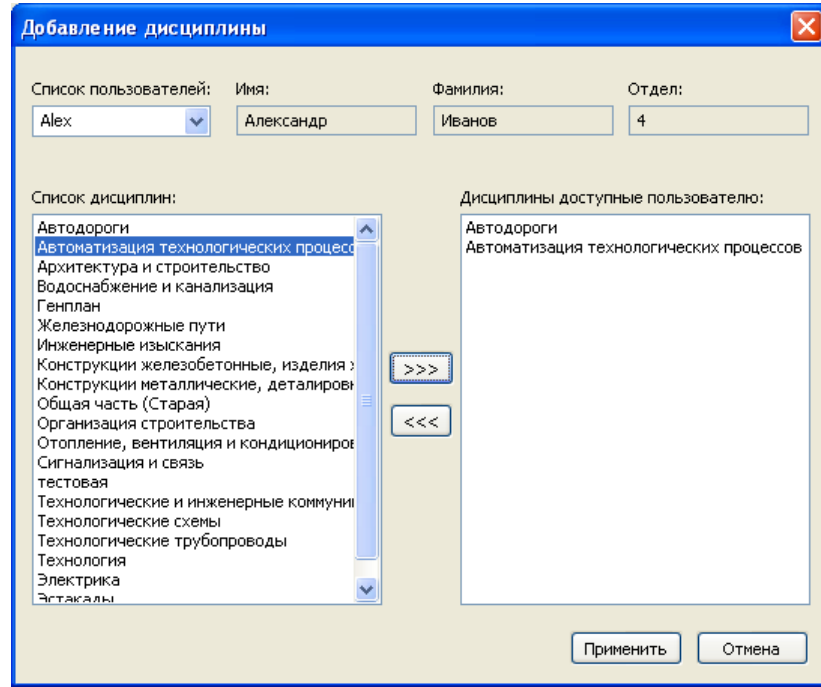 Добавление дисциплины
Список пользователей: Имя: Фамилия: Отдел:
Alex Александр Иванов 4
Список дисциплин:
Автодороги
Автоматизация технологических процесс
Архитектура и строительство
Водоснабжение и канализация
Генплан
Железнодорожные пути
Инженерные изыскания
Конструкции железобетонные, изделия
Конструкции металлические,
Общая часть (Старая)
Организация строительства
Отопление, вентиляция и
Сигнализация и связь
тестовая
Технологические и инженерные
Технологические схемы
Технологические трубопроводы
Технология
Электрика
Эстакады
>>>
<<<
Дисциплины доступные пользователю:
Автодороги
Автоматизация технологических процессов
Применить Отмена